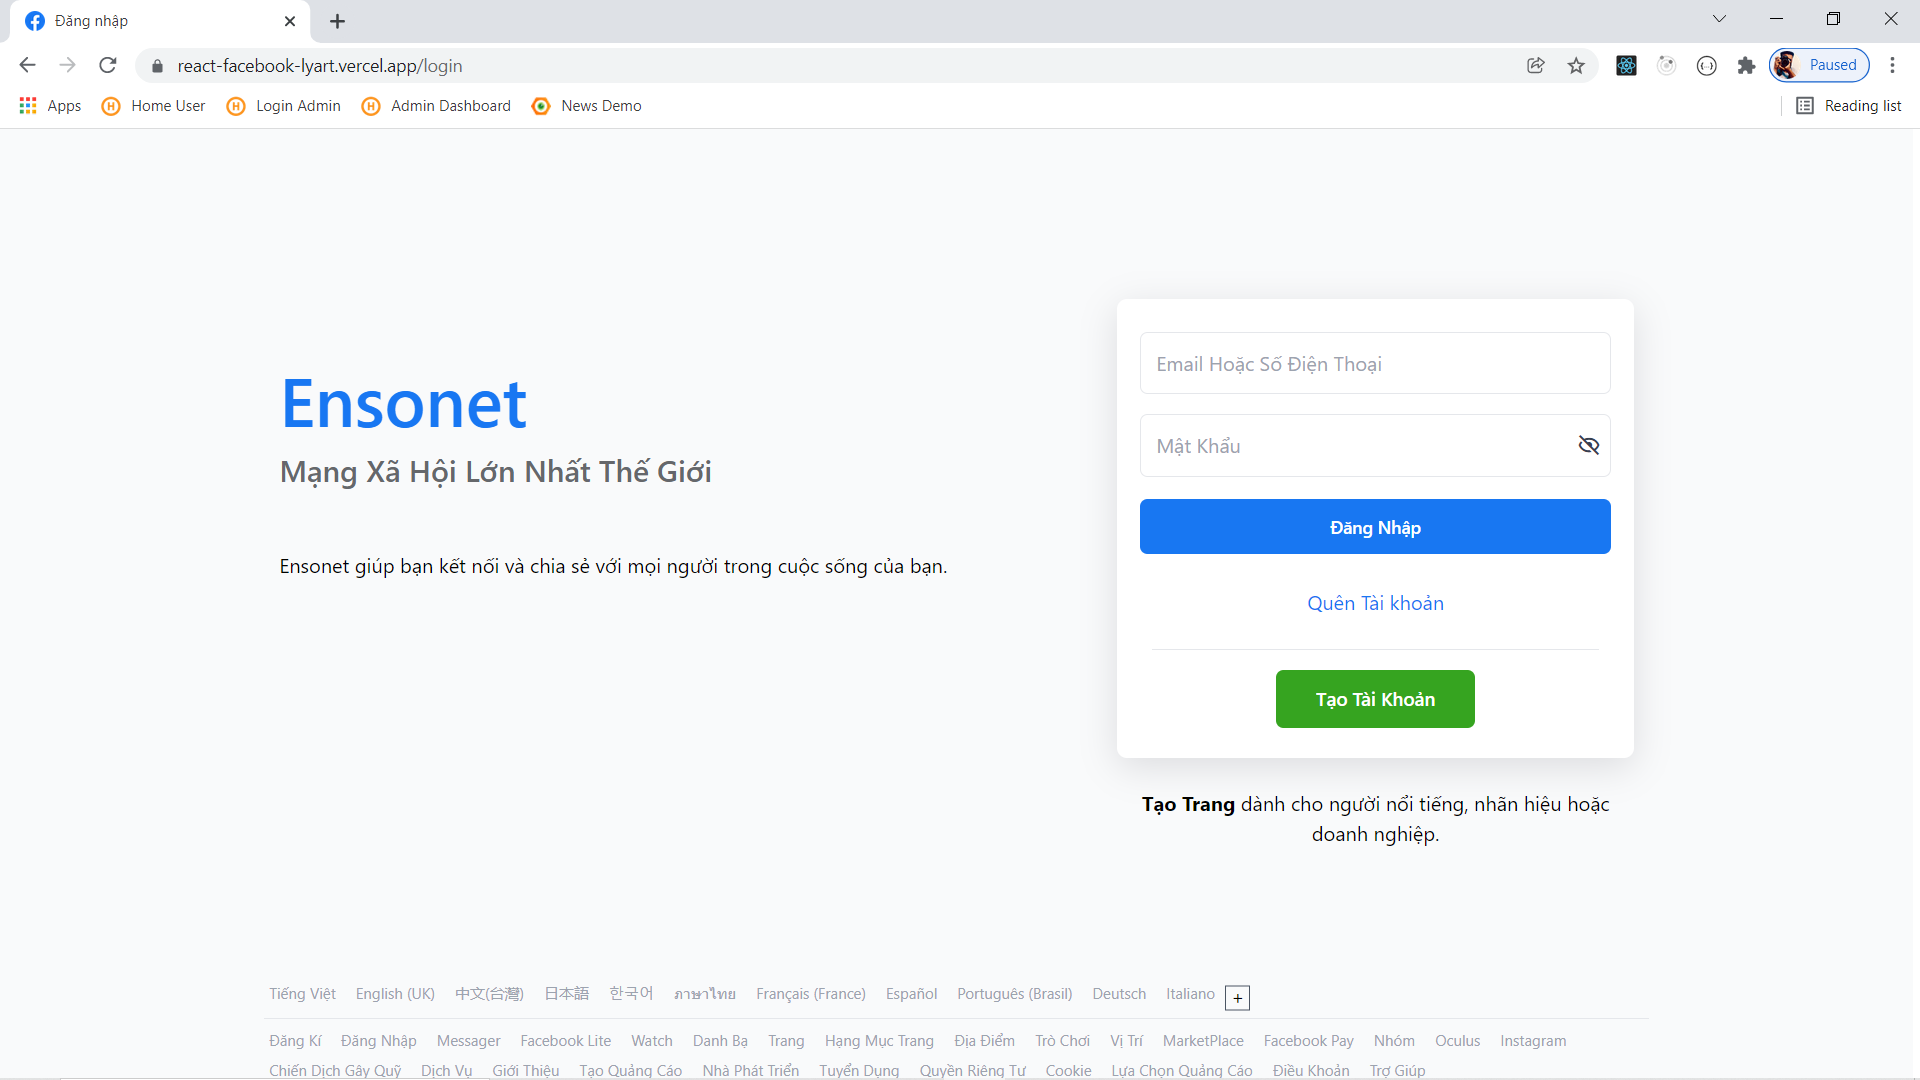 Đăng nhập
react-facebook-lyart.vercel.app/login
Paused
Apps Home User Login Admin Admin Dashboard News Demo Reading list
Ensonet
Mạng Xã Hội Lớn Nhất Thế Giới
Ensonet giúp bạn kết nối và chia sẻ với mọi người trong cuộc sống của bạn.
Email Hoặc Số Điện Thoại
Mật Khẩu
Đăng Nhập
Quên Tài khoản
Tạo Tài Khoản
Tạo Trang dành cho người nổi tiếng, nhãn hiệu hoặc
doanh nghiệp.
Tiếng Việt English (UK) 中文(台灣) 日本語 한국어 ภาษาไทย Français (France) Español Português (Brasil) Deutsch Italiano +
Đăng Kí Đăng Nhập Messager Facebook Lite Watch Danh Bạ Trang Hạng Mục Trang Địa Điểm Trò Chơi Vị Trí MarketPlace Facebook Pay Nhóm Oculus Instagram
Chiến Dịch Gây Quỹ Dịch Vụ Giới Thiệu Tạo Quảng Cáo Nhà Phát Triển Tuyển Dụng Quyền Riêng Tư Cookie Lựa Chọn Quảng Cáo Điều Khoản Trợ Giúp